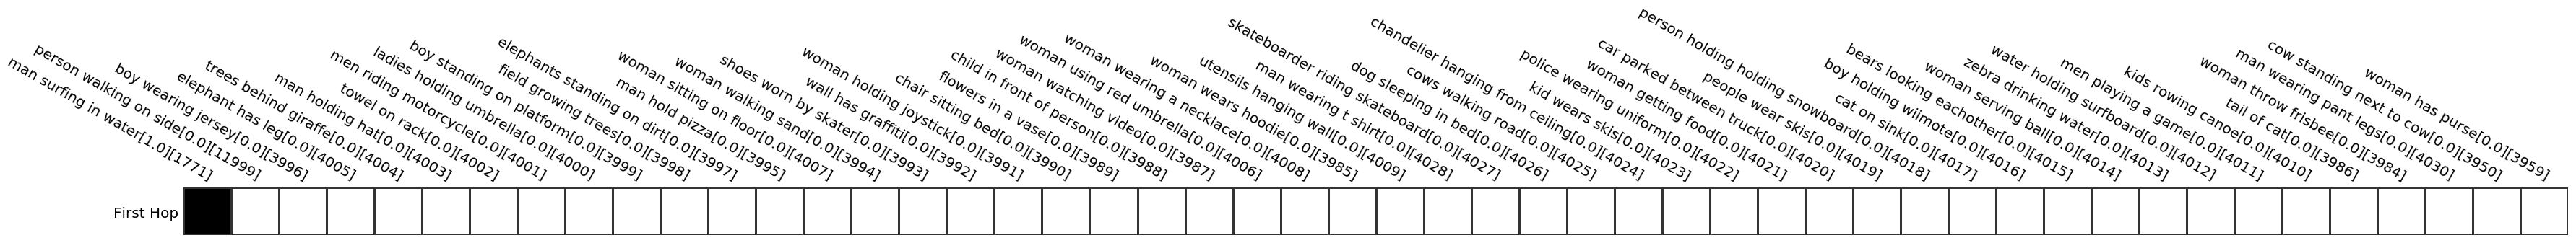 man surfing in water[1.0][1771]
person walking on side[0.0][11999]
boy wearing jersey[0.0][3996]
elephant has leg[0.0][4005]
trees behind giraffe[0.0][4004]
man holding hat[0.0][4003]
towel on rack[0.0][4002]
men riding motorcycle[0.0][4001]
ladies holding umbrella[0.0][4000]
boy standing on platform[0.0][3999]
field growing trees[0.0][3998]
elephants standing on dirt[0.0][3997]
man hold pizza[0.0][3995]
woman sitting on floor[0.0][4007]
woman walking sand[0.0][3994]
shoes worn by skater[0.0][3993]
wall has graffiti[0.0][3992]
woman holding joystick[0.0][3991]
chair sitting bed[0.0][3990]
flowers in a vase[0.0][3989]
child in front of person[0.0][3988]
woman watching video[0.0][3987]
woman using red umbrella[0.0][4006]
woman wearing a necklace[0.0][4008]
woman wears hoodie[0.0][3985]
utensils hanging wall[0.0][4009]
man wearing t shirt[0.0][4028]
skateboarder riding skateboard[0.0][4027]
dog sleeping in bed[0.0][4026]
cows walking road[0.0][4025]
chandelier hanging from ceiling[0.0][4024]
kid wears skis[0.0][4023]
police wearing uniform[0.0][4022]
woman getting food[0.0][4021]
car parked between truck[0.0][4020]
people wear skis[0.0][4019]
person holding holding snowboard[0.0][4018]
cat on sink[0.0][4017]
boy holding wiimote[0.0][4016]
bears looking eachother[0.0][4015]
woman serving ball[0.0][4014]
zebra drinking water[0.0][4013]
water holding surfboard[0.0][4012]
men playing a game[0.0][4011]
kids rowing canoe[0.0][4010]
tail of cat[0.0][3986]
woman throw frisbee[0.0][3984]
man wearing pant legs[0.0][4030]
cow standing next to cow[0.0][3950]
woman has purse[0.0][3959]
First Hop